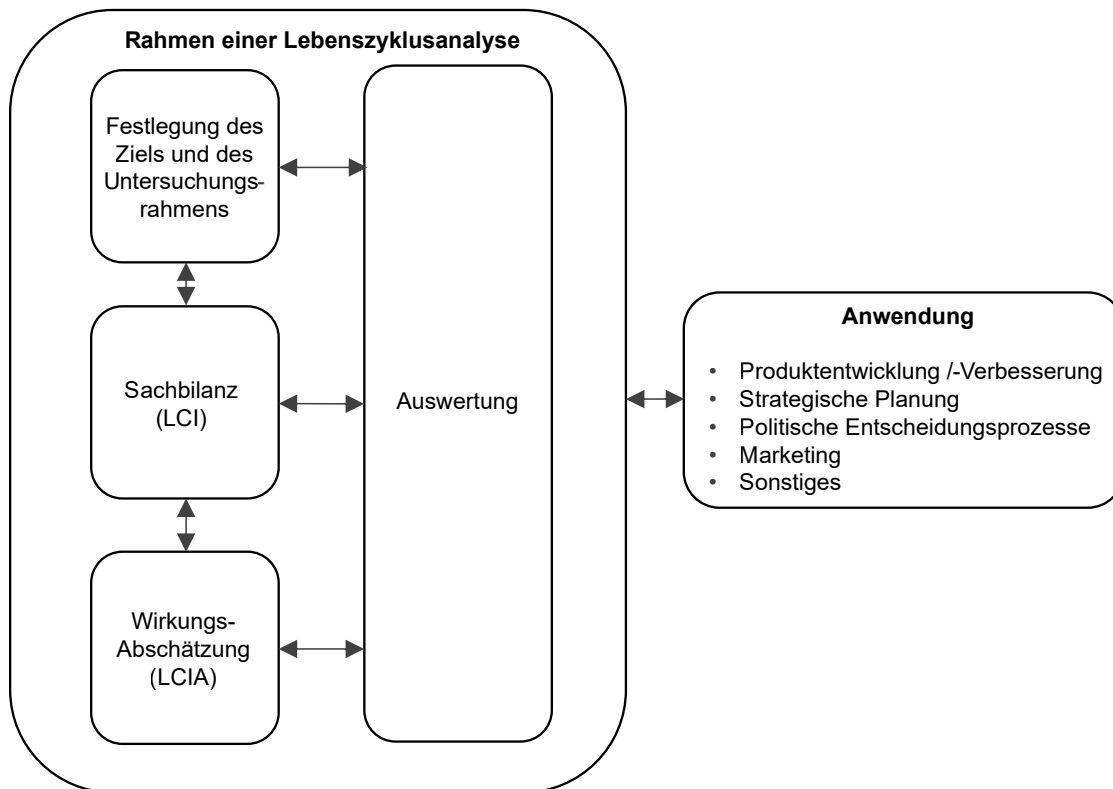 Rahmen einer Lebenszyklusanalyse
Festlegung des
Ziels und des
Untersuchungs-
rahmens
Sachbilanz
(LCI)
Wirkungs-
Abschätzung
(LCIA)
Auswertung
Anwendung
• Produktentwicklung /-Verbesserung
• Strategische Planung
• Politische Entscheidungsprozesse
• Marketing
• Sonstiges